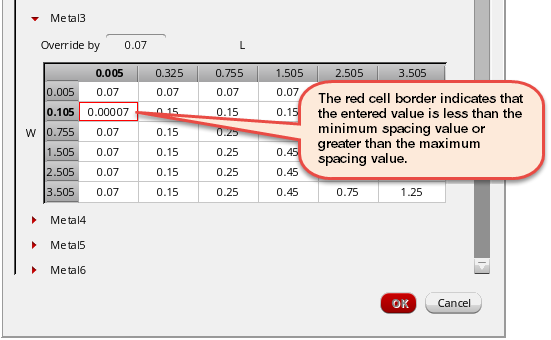 Metal3
Override by 0.07 L
0.005 0.325 0.755 1.505 2.505 3.505
0.005 0.07 0.07 0.07 0.07
0.105 0.00007 0.15 0.15 0.15
W 0.755 0.07 0.15 0.25
1.505 0.07 0.15 0.25 0.45
2.505 0.07 0.15 0.25 0.45
3.505 0.07 0.15 0.25 0.45 0.75 1.25
The red cell border indicates that
the entered value is less than the
minimum spacing value or
greater than the maximum
spacing value.
Metal4
Metal5
Metal6
OK Cancel